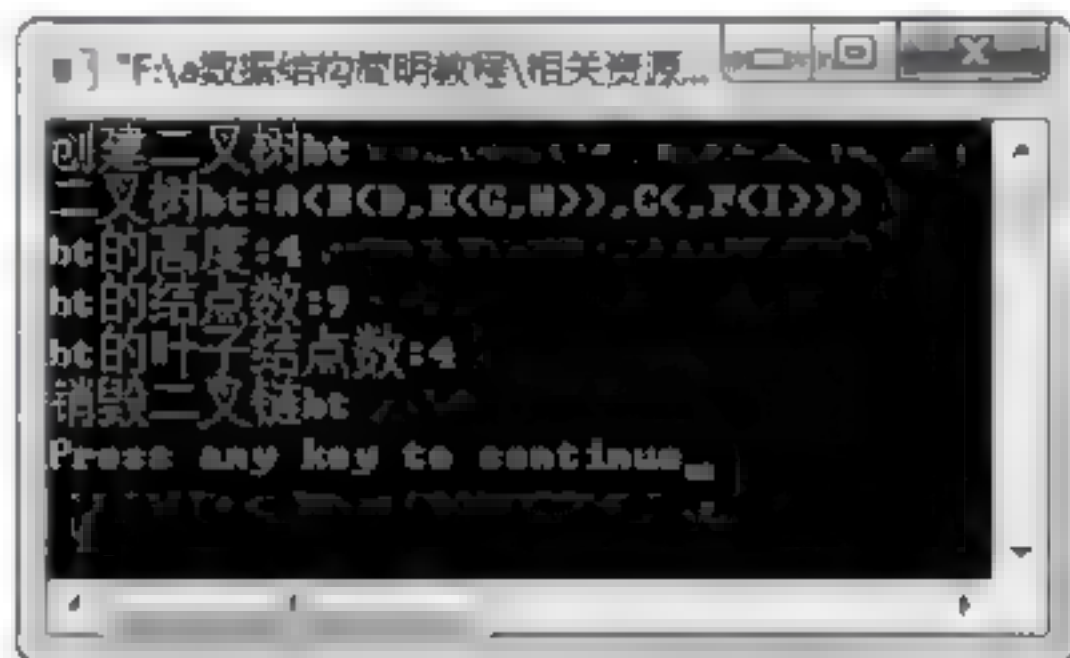 "F:\a数据结构简明教程\相关资源...
创建二叉树bt
二叉树bt:A(B(D,E(G,H)),C(,F(I)))
bt的高度:4
bt的结点数:9
bt的叶子结点数:4
销毁二叉链bt
Press any key to continue_